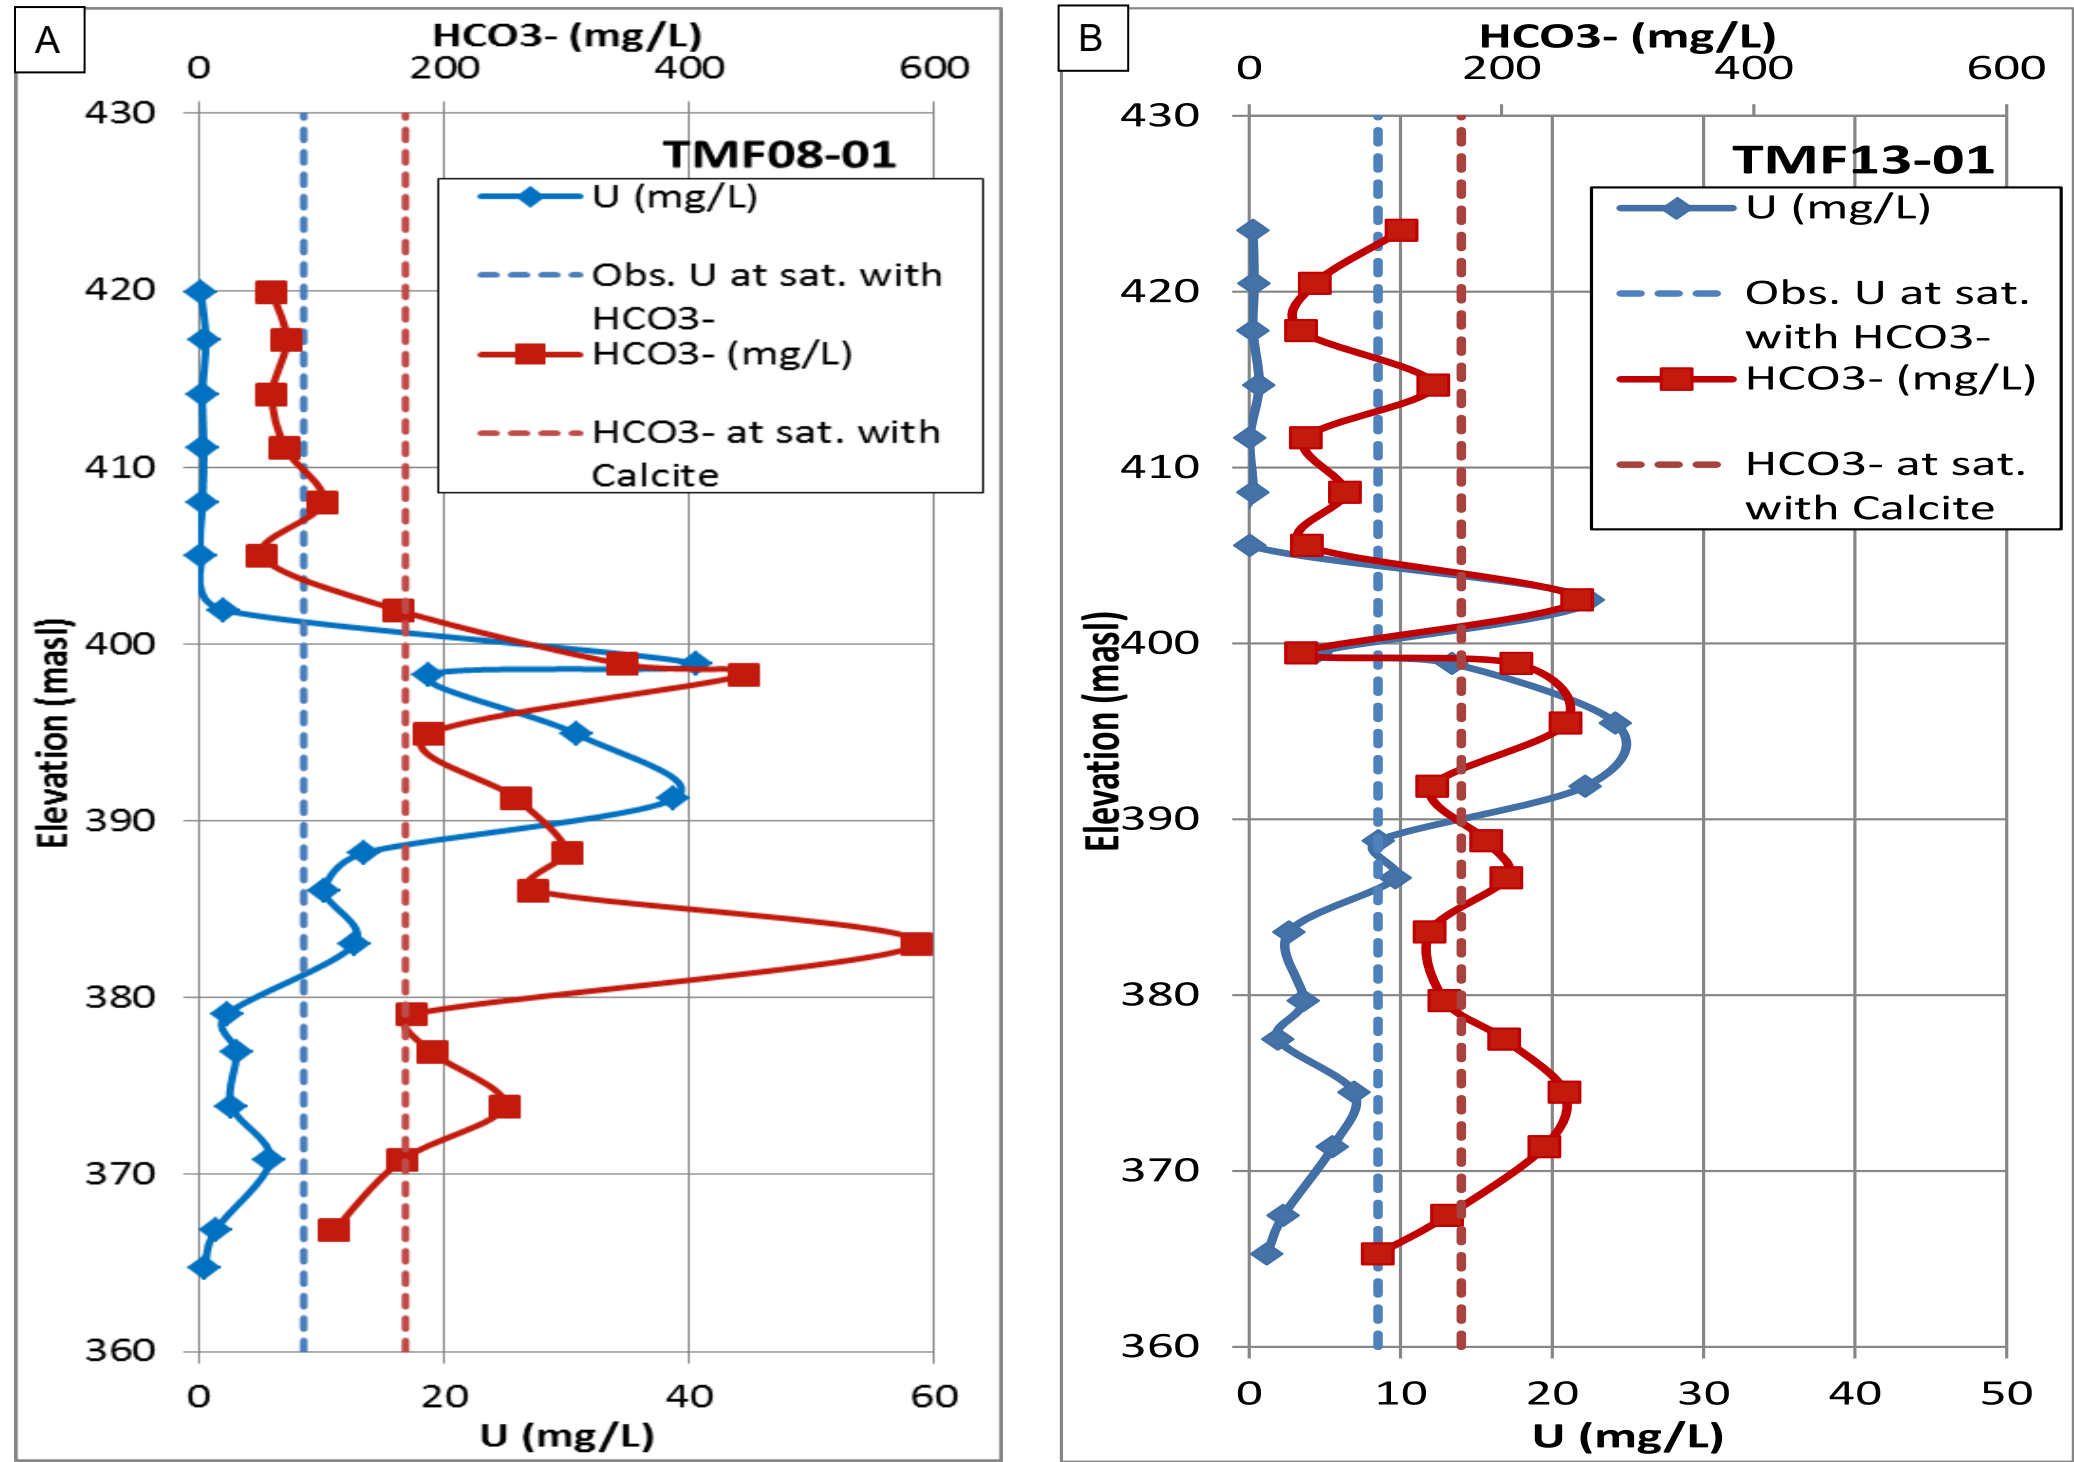 A
HCO3- (mg/L)
0 200 400 600
430
TMF08-01
U (mg/L)
Obs. U at sat. with
HCO3-
HCO3- (mg/L)
HCO3- at sat. with
Calcite
420
410
400
390
380
370
360
Elevation (masl)
0 20 40 60
U (mg/L)
B
HCO3- (mg/L)
0 200 400 600
430
TMF13-01
U (mg/L)
Obs. U at sat.
with HCO3-
HCO3- (mg/L)
HCO3- at sat.
with Calcite
420
410
400
390
380
370
360
Elevation (masl)
0 10 20 30 40 50
U (mg/L)